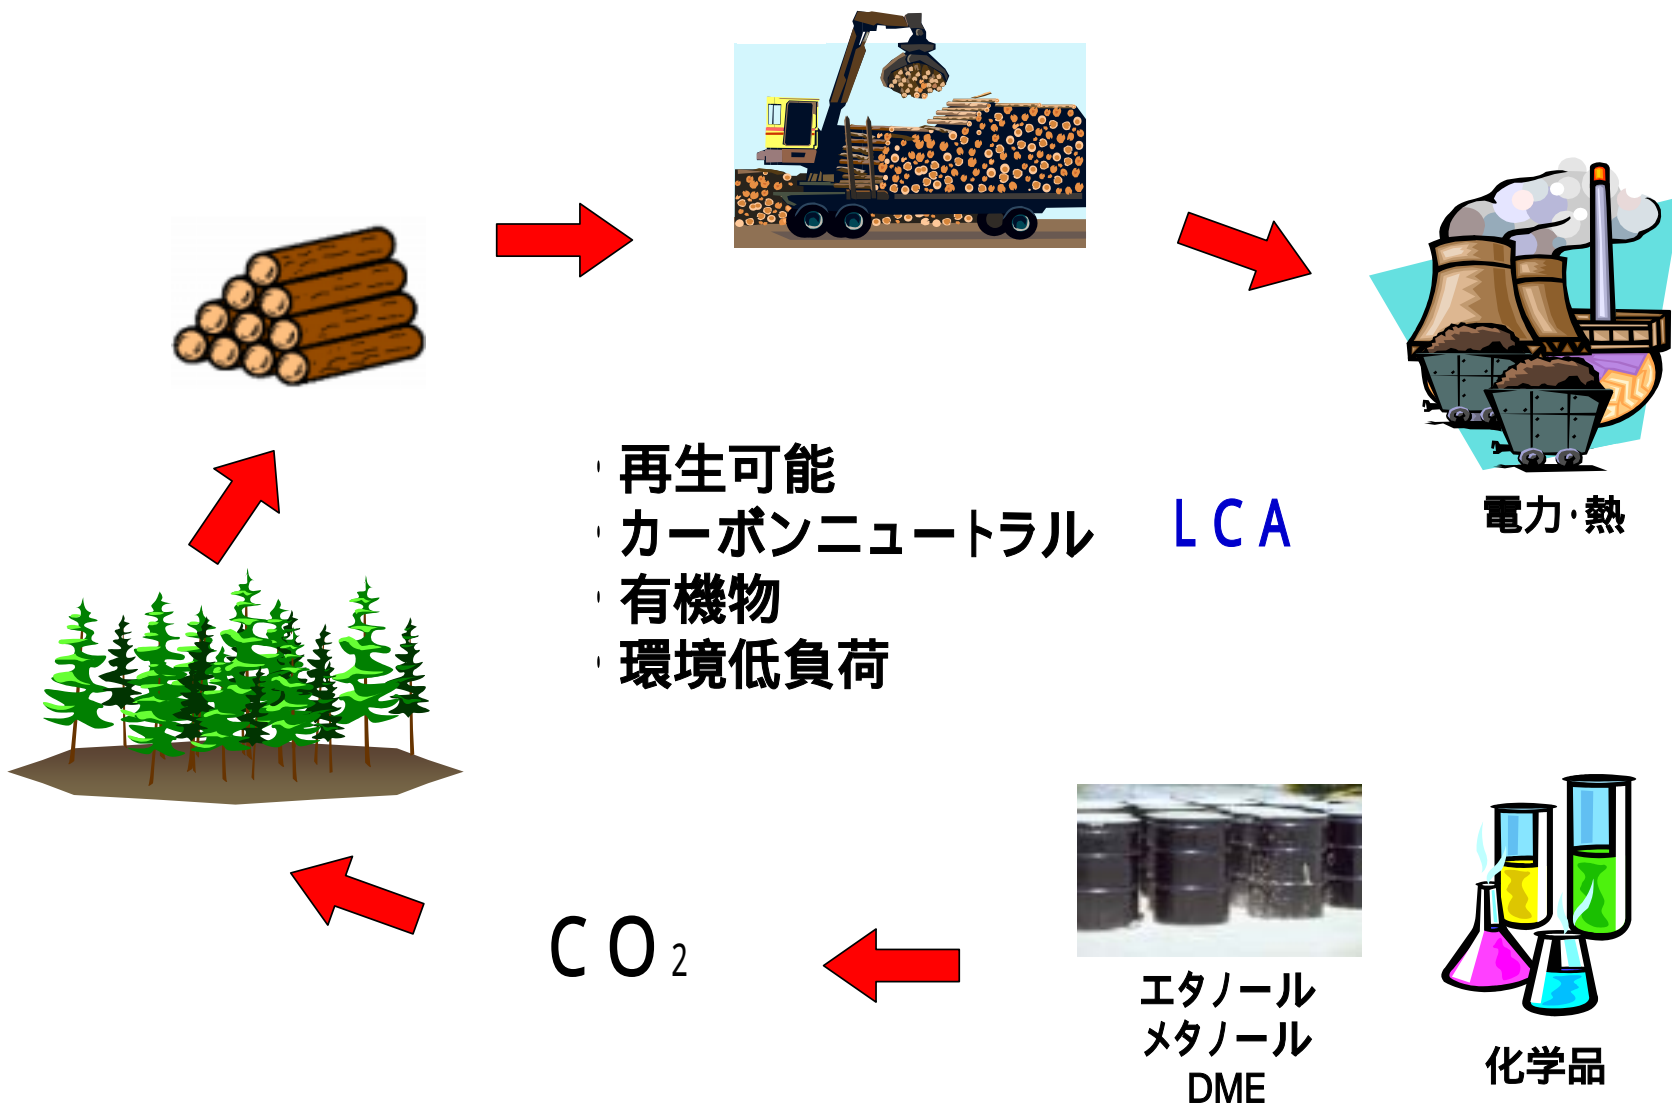 ・再生可能
・カーボンニュートラル
・有機物
・環境低負荷
LCA
電力・熱
CO₂
エタノール
メタノール
DME
化学品